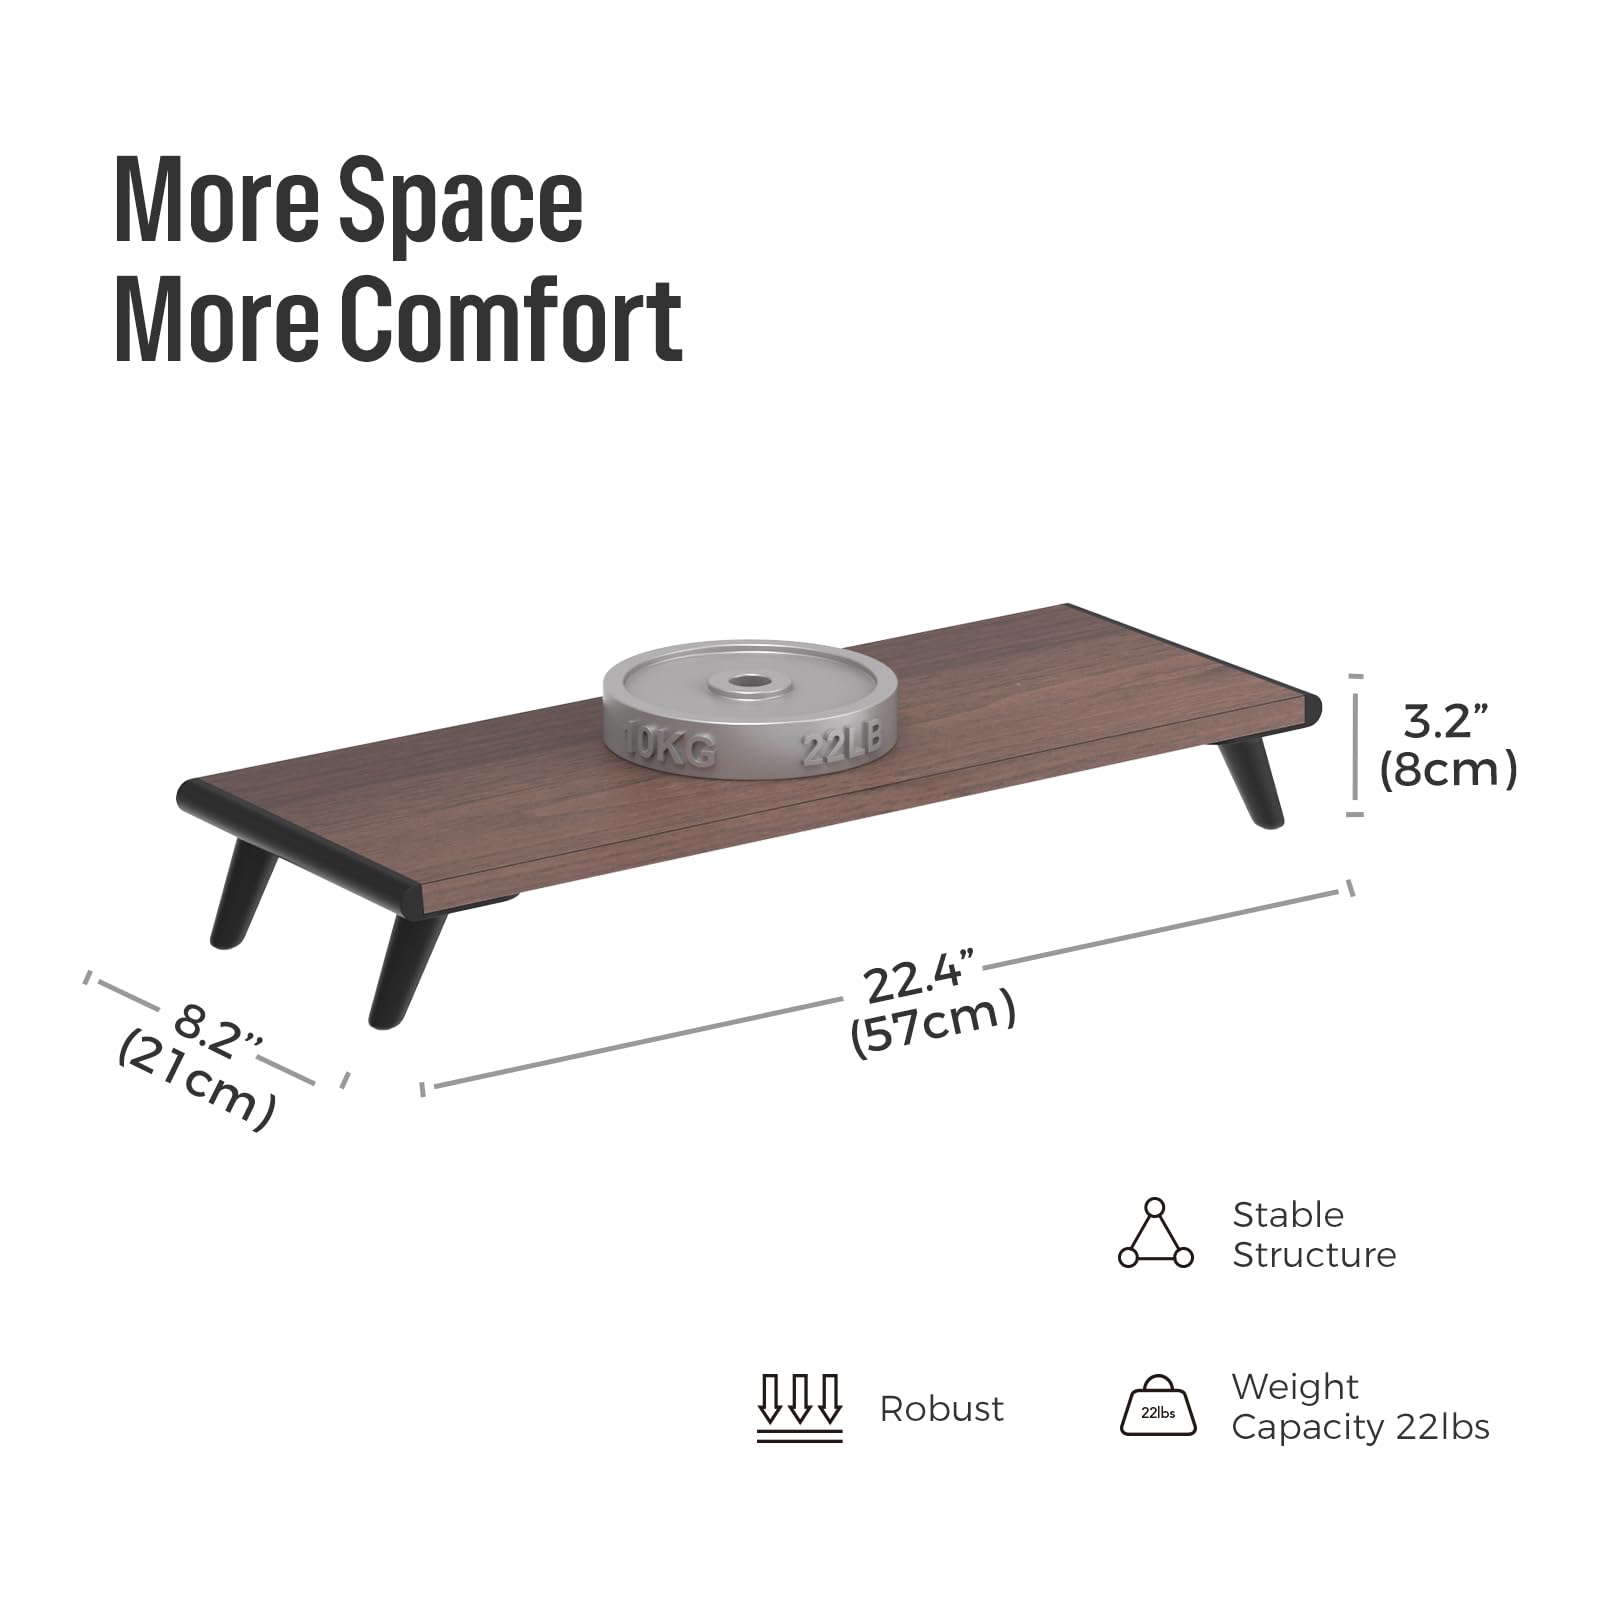 More Space
More Comfort
10KG 22LB
3.2”
(8cm)
22.4”
(57cm)
8.2’’
(21cm)
Stable
Structure
Robust
22lbs
Weight
Capacity 22lbs